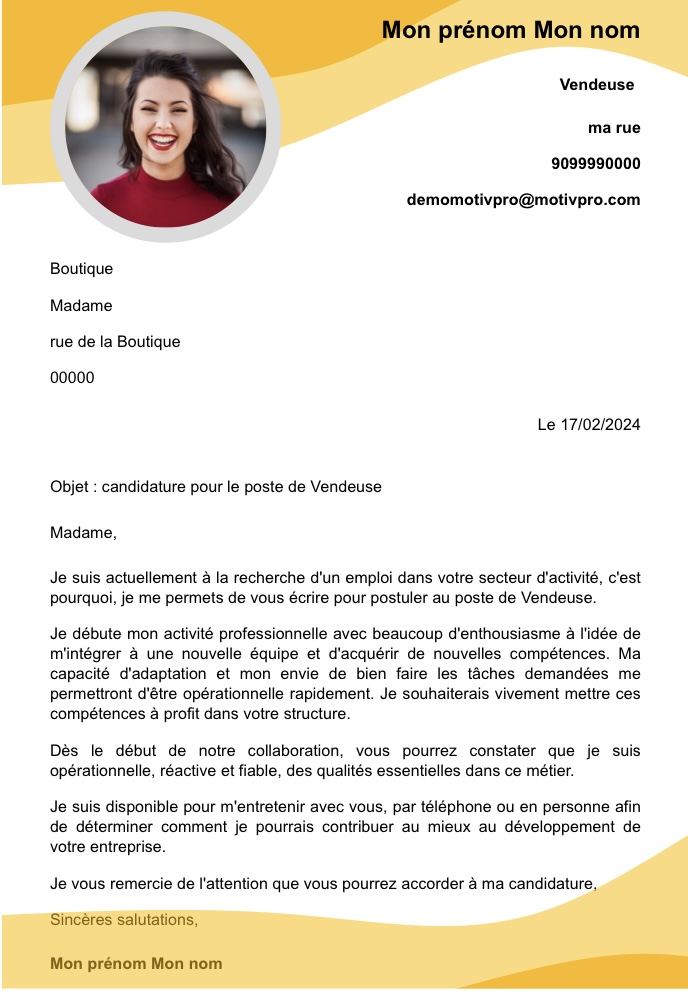 Mon prénom Mon nom
Vendeuse
ma rue
9099990000
demomotivpro@motivpro.com
Boutique
Madame
rue de la Boutique
00000
Le 17/02/2024
Objet : candidature pour le poste de Vendeuse
Madame,
Je suis actuellement à la recherche d'un emploi dans votre secteur d'activité, c'est
pourquoi, je me permets de vous écrire pour postuler au poste de Vendeuse.
Je débute mon activité professionnelle avec beaucoup d'enthousiasme à l'idée de
m'intégrer à une nouvelle équipe et d'acquérir de nouvelles compétences. Ma
capacité d'adaptation et mon envie de bien faire les tâches demandées me
permettront d'être opérationnelle rapidement. Je souhaiterais vivement mettre ces
compétences à profit dans votre structure.
Dès le début de notre collaboration, vous pourrez constater que je suis
opérationnelle, réactive et fiable, des qualités essentielles dans ce métier.
Je suis disponible pour m'entretenir avec vous, par téléphone ou en personne afin
de déterminer comment je pourrais contribuer au mieux au développement de
votre entreprise.
Je vous remercie de l'attention que vous pourrez accorder à ma candidature,
Sincères salutations,
Mon prénom Mon nom